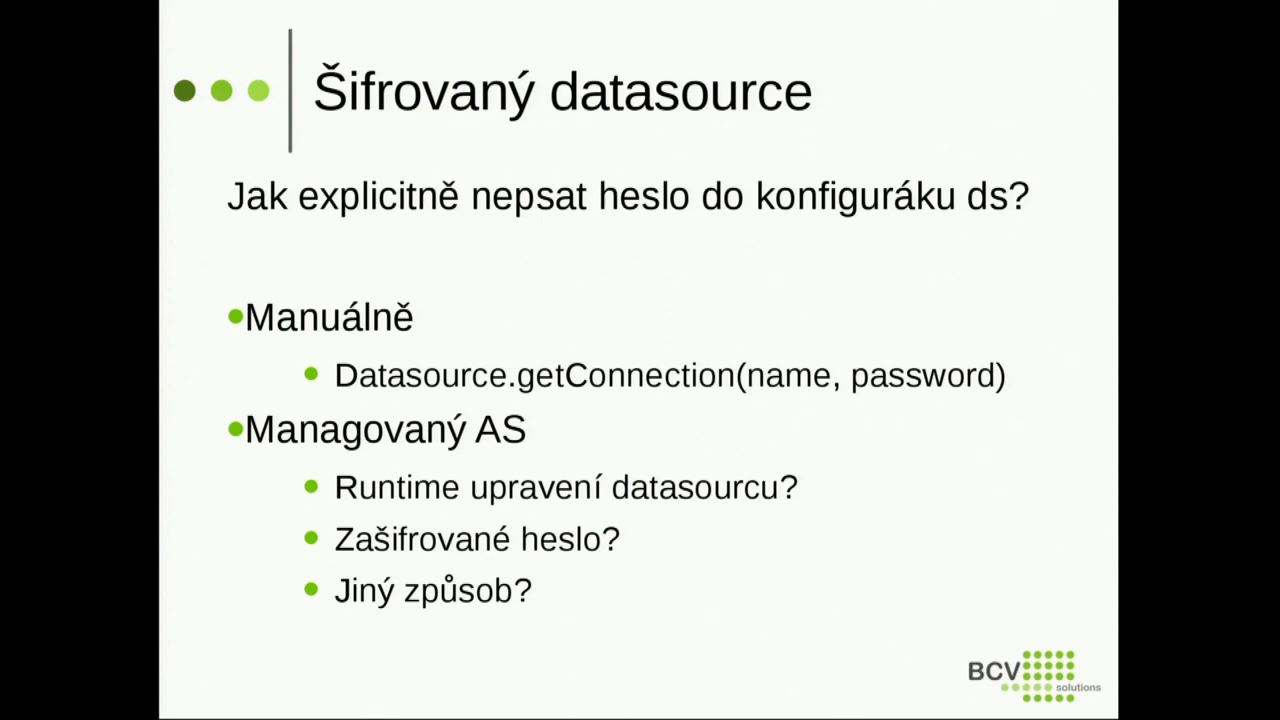 Šifrovaný datasource
Jak explicitně nepsat heslo do konfiguráku ds?
Manuálně
Datasource.getConnection(name, password)
Managovaný AS
Runtime upravení datasourcu?
Zašifrované heslo?
Jiný způsob?
BCV
solutions